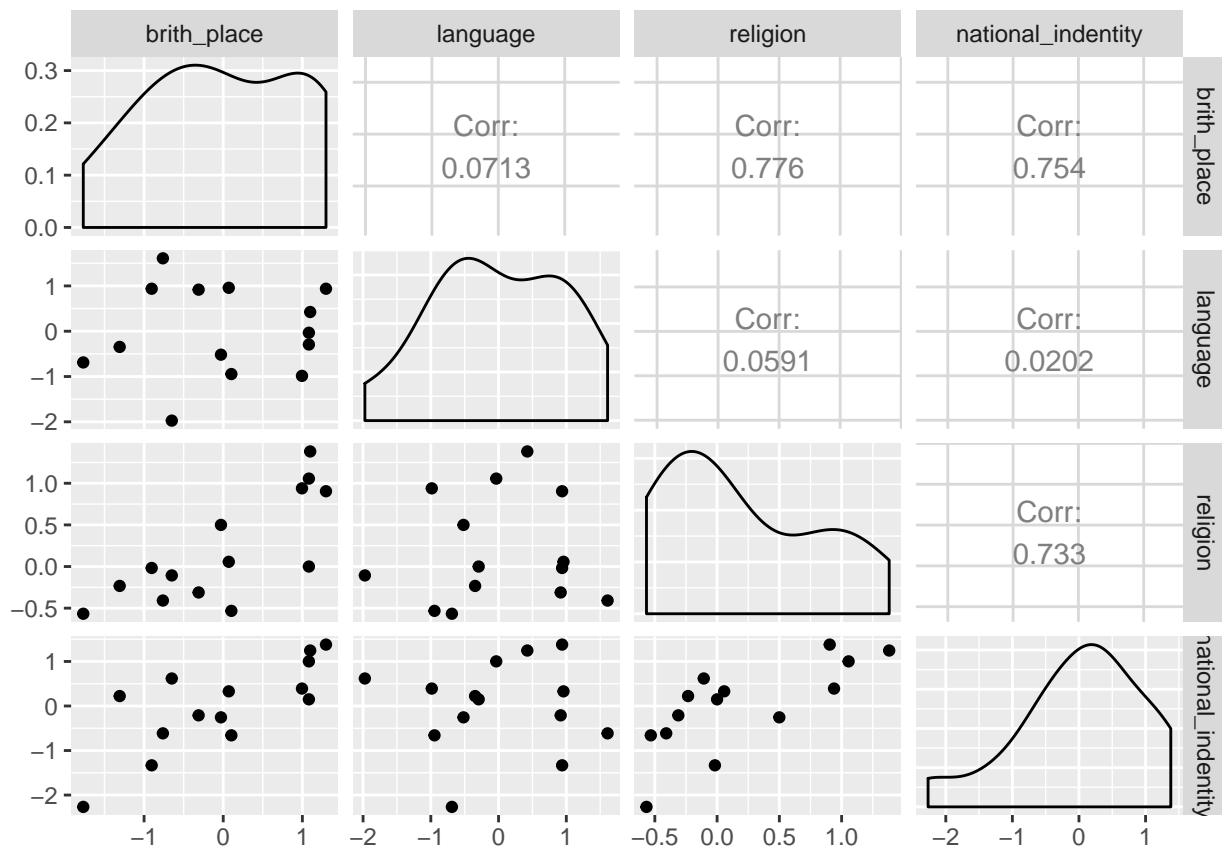 brith_place language religion national_indentity
0.3
0.2
0.1
0.0
Corr:
0.0713
Corr:
0.776
Corr:
0.754
brith_place
1
0
−1
−2
Corr:
0.0591
Corr:
0.0202
language
1.0
0.5
0.0
−0.5
Corr:
0.733
religion
1
0
−1
−2
national_indentity
−1 0 1
−2 −1 0 1
−0.5 0.0 0.5 1.0
−2 −1 0 1